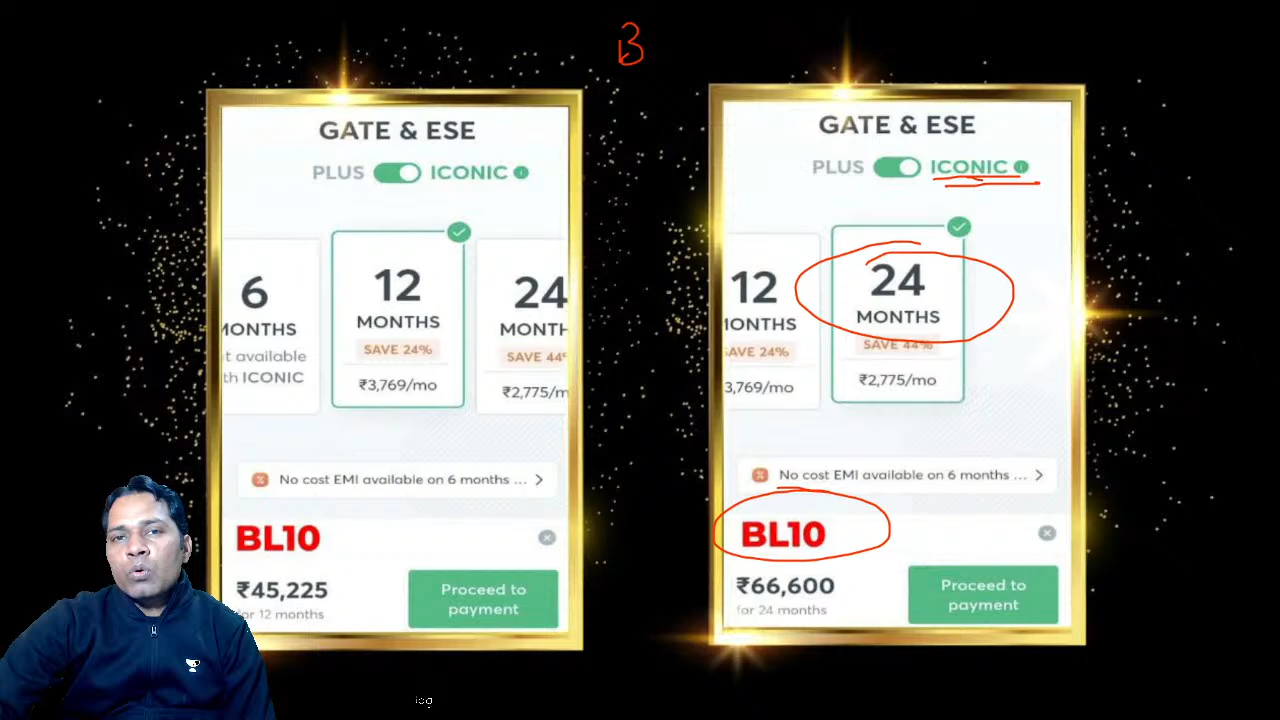 B
GATE & ESE
PLUS ICONIC
6
MONTHS
t available
th ICONIC
12
MONTHS
SAVE 24%
₹3,769/mo
24
MONTH
SAVE 44%
₹2,775/m
No cost EMI available on 6 months ...
BL10
₹45,225
for 12 months
Proceed to
payment
GATE & ESE
PLUS ICONIC
12
MONTHS
SAVE 24%
3,769/mo
24
MONTHS
SAVE 44%
₹2,775/mo
No cost EMI available on 6 months ...
BL10
₹66,600
for 24 months
Proceed to
payment